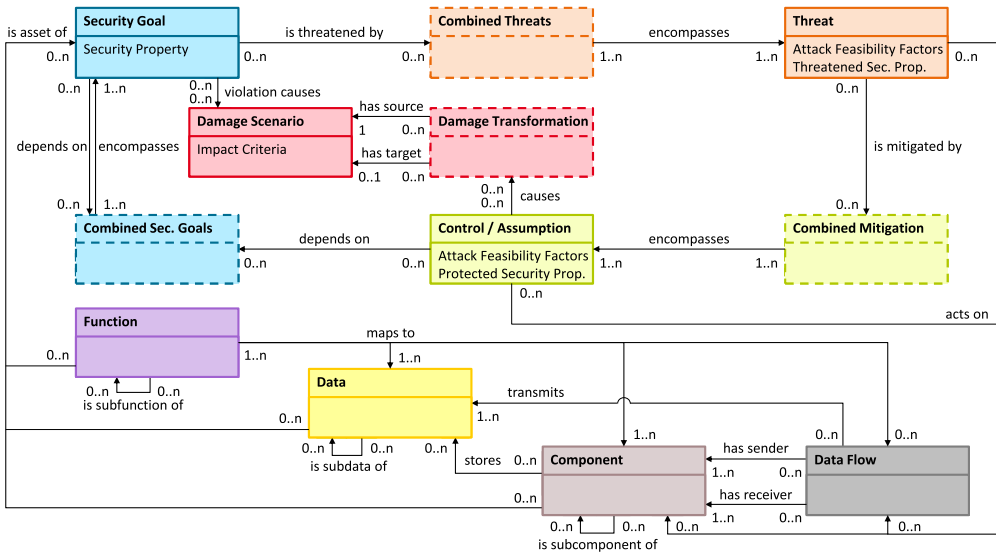 is asset of
0..n
Security Goal
Security Property
0..n
is threatened by
0..n
Combined Threats
1..n
encompasses
1..n
Threat
Attack Feasibility Factors
Threatened Sec. Prop.
0..n
0..n
1..n
0..n
0..n
violation causes
0..n
Damage Scenario
Impact Criteria
has source
1
0..n
has target
0..1
0..n
Damage Transformation
depends on
encompasses
is mitigated by
0..n
0..n
causes
0..n
1..n
0..n
Combined Sec. Goals
depends on
0..n
0..n
Control / Assumption
Attack Feasibility Factors
Protected Security Prop.
encompasses
1..n
1..n
Combined Mitigation
0..n
acts on
Function
0..n
1..n
maps to
1..n
0..n
0..n
is subfunction of
Data
transmits
1..n
0..n
0..n
0..n
is subdata of
0..n
stores
0..n
1..n
0..n
0..n
Component
has sender
1..n
0..n
Data Flow
0..n
has receiver
1..n
0..n
0..n
0..n
is subcomponent of
0..n
0..n